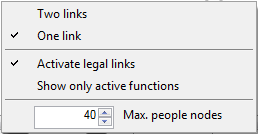 Two links
One link
Activate legal links
Show only active functions
40 Max. people nodes